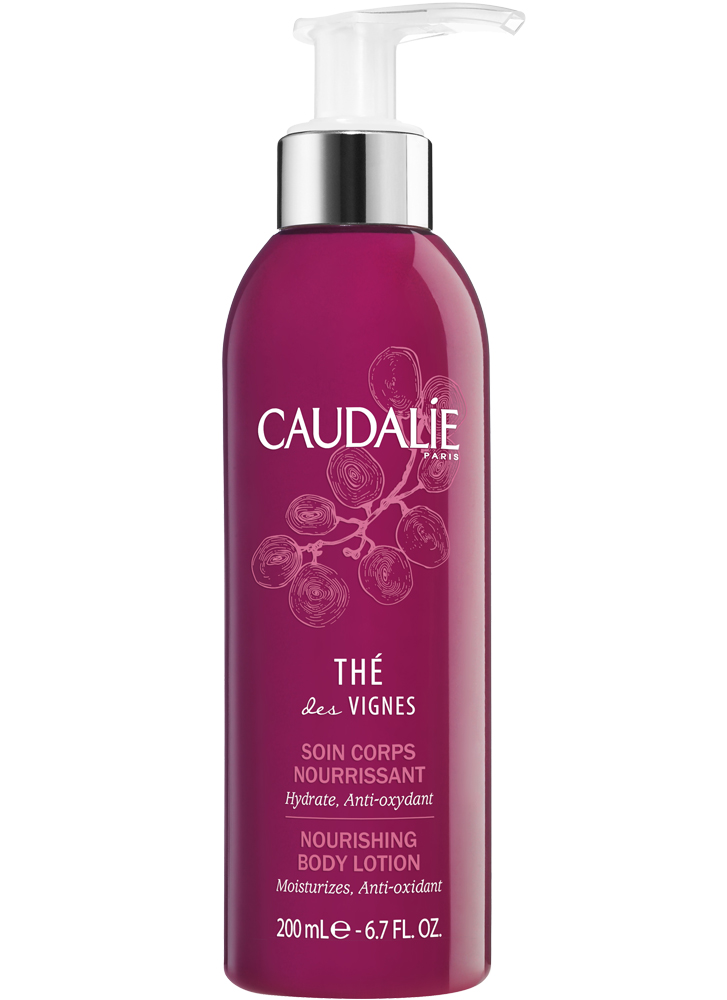 CAUDALIE
PARIS
THÉ
des VIGNES
SOIN CORPS
NOURRISSANT
Hydrate, Anti-oxydant
NOURISHING
BODY LOTION
Moisturizes, Anti-oxidant
200 mL℮ - 6.7 FL. OZ.